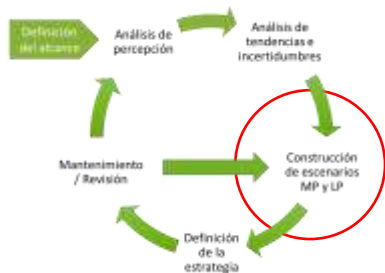 Definición
del alcance
Análisis de
percepción
Análisis de
tendencias e
incertidumbres
Construcción
de escenarios
MP y LP
Definición
de la
estrategia
Mantenimiento
/ Revisión